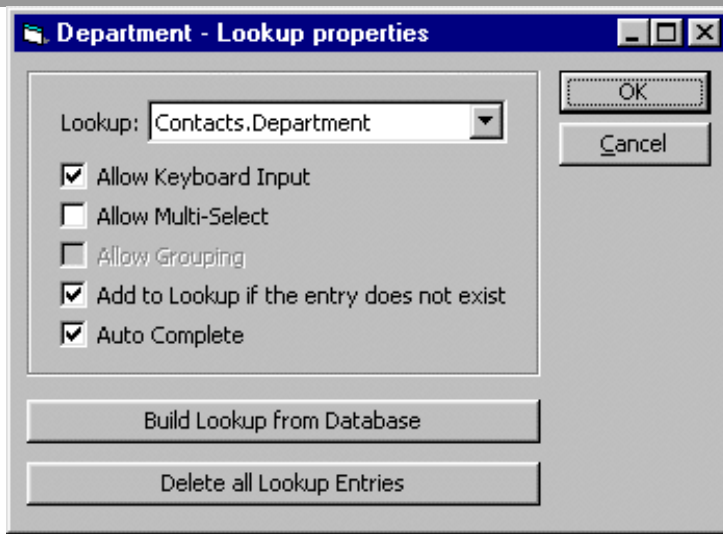 Department - Lookup properties
Lookup: Contacts.Department
Allow Keyboard Input
Allow Multi-Select
Allow Grouping
Add to Lookup if the entry does not exist
Auto Complete
OK
Cancel
Build Lookup from Database
Delete all Lookup Entries